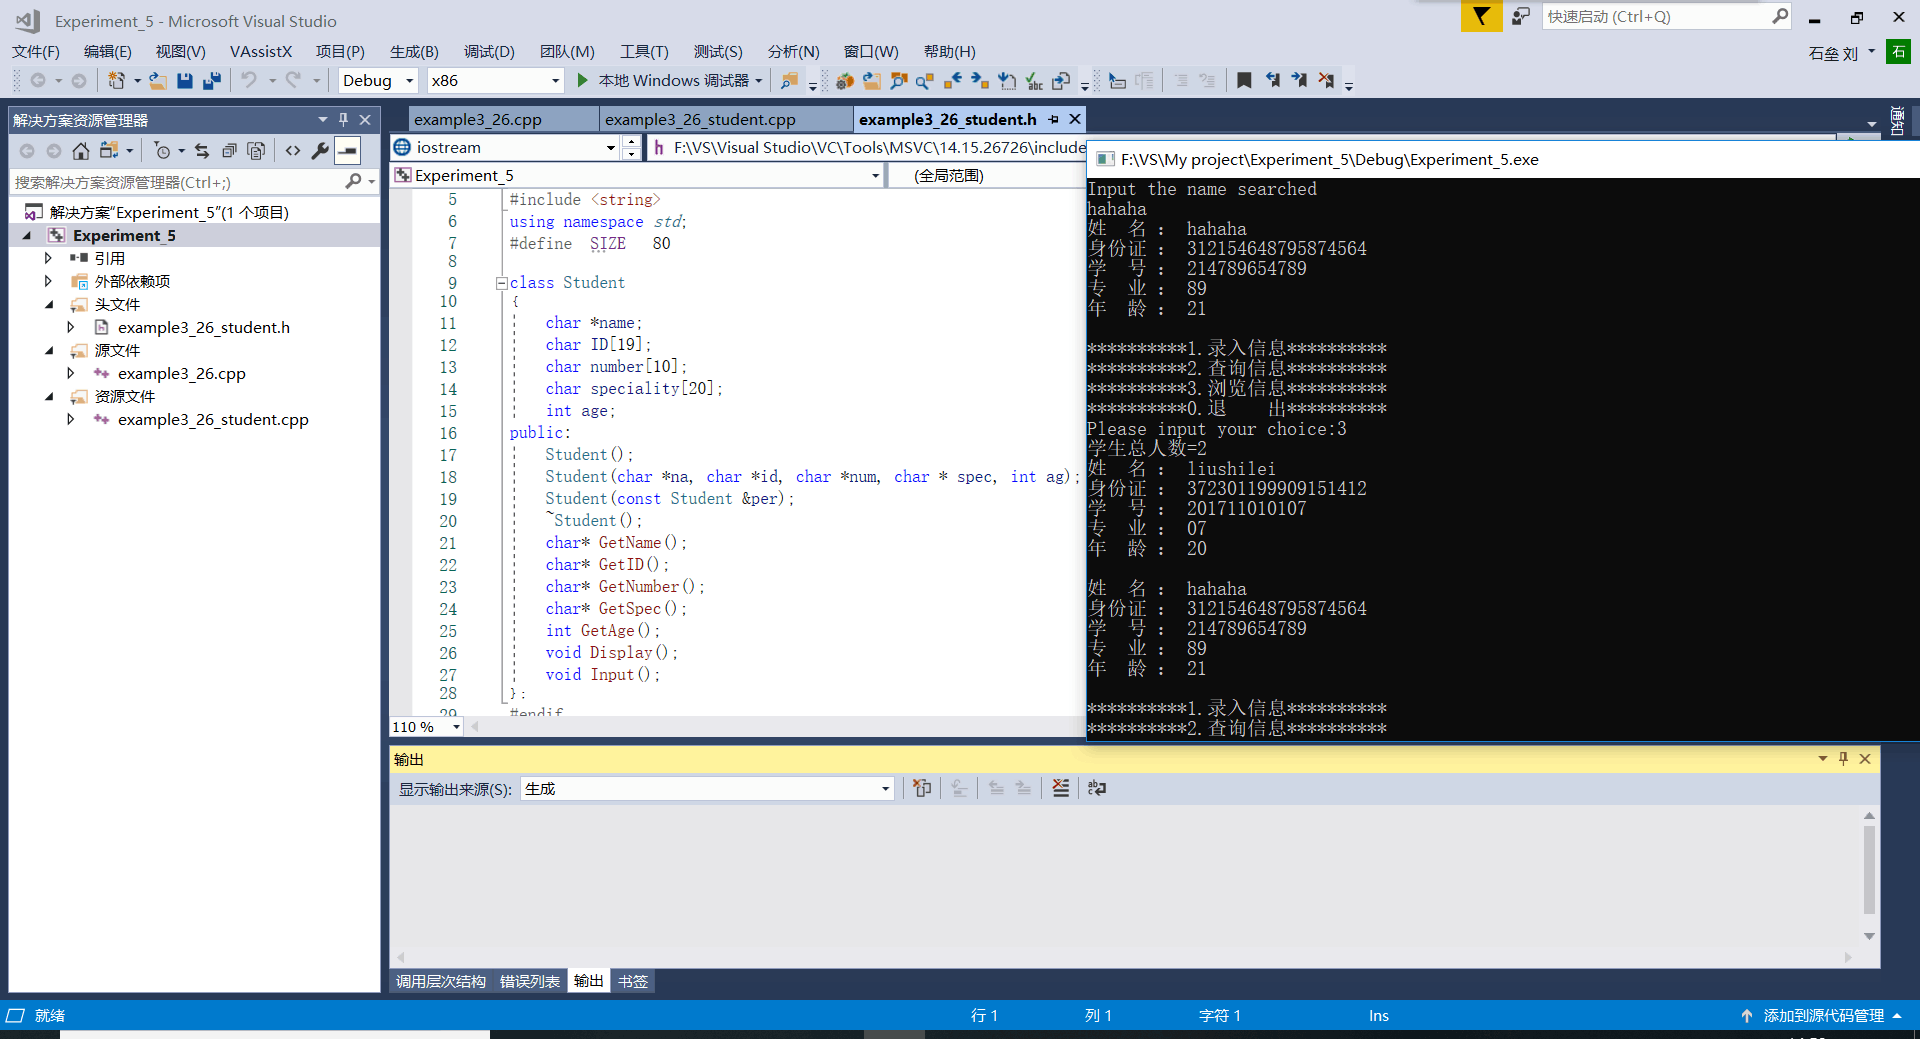 Experiment_5 - Microsoft Visual Studio
快速启动 (Ctrl+Q)
文件(F) 编辑(E) 视图(V) VAssistX 项目(P) 生成(B) 调试(D) 团队(M) 工具(T) 测试(S) 分析(N) 窗口(W) 帮助(H)
石垒 刘 石
Debug x86 本地 Windows 调试器
解决方案资源管理器
搜索解决方案资源管理器(Ctrl+;)
解决方案"Experiment_5"(1 个项目)
Experiment_5
引用
外部依赖项
头文件
example3_26_student.h
源文件
example3_26.cpp
资源文件
example3_26_student.cpp
example3_26.cpp example3_26_student.cpp example3_26_student.h
通知
iostream h F:\VS\Visual Studio\VC\Tools\MSVC\14.15.26726\include
Experiment_5 (全局范围)
5 #include <string>
6 using namespace std;
7 #define SIZE 80
8
9 class Student
10 {
11 char *name;
12 char ID[19];
13 char number[10];
14 char speciality[20];
15 int age;
16 public:
17 Student();
18 Student(char *na, char *id, char *num, char * spec, int ag);
19 Student(const Student &per);
20 ~Student();
21 char* GetName();
22 char* GetID();
23 char* GetNumber();
24 char* GetSpec();
25 int GetAge();
26 void Display();
27 void Input();
28 };
29 #endif
110 %
F:\VS\My project\Experiment_5\Debug\Experiment_5.exe
Input the name searched
hahaha
姓 名 : hahaha
身份证 : 312154648795874564
学 号 : 214789654789
专 业 : 89
年 龄 : 21
**********1.录入信息**********
**********2.查询信息**********
**********3.浏览信息**********
**********0.退 出**********
Please input your choice:3
学生总人数=2
姓 名 : liushilei
身份证 : 372301199909151412
学 号 : 201711010107
专 业 : 07
年 龄 : 20
姓 名 : hahaha
身份证 : 312154648795874564
学 号 : 214789654789
专 业 : 89
年 龄 : 21
**********1.录入信息**********
**********2.查询信息**********
输出
显示输出来源(S): 生成
调用层次结构 错误列表 输出 书签
就绪 行 1 列 1 字符 1 Ins 添加到源代码管理